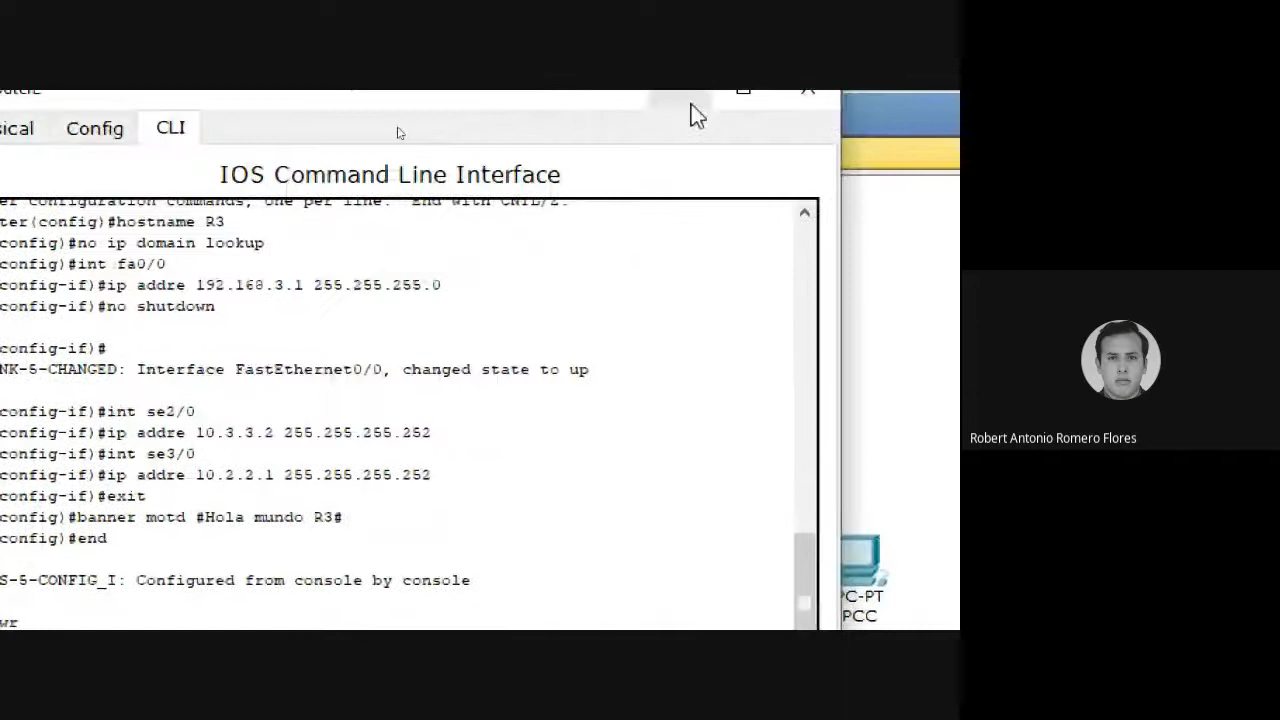 sical Config CLI
IOS Command Line Interface
er configuration commands, one per line. End with CNTL/Z.
ter(config)#hostname R3
config)#no ip domain lookup
config)#int fa0/0
config-if)#ip addre 192.168.3.1 255.255.255.0
config-if)#no shutdown
config-if)#
NK-5-CHANGED: Interface FastEthernet0/0, changed state to up
config-if)#int se2/0
config-if)#ip addre 10.3.3.2 255.255.255.252
config-if)#int se3/0
config-if)#ip addre 10.2.2.1 255.255.255.252
config-if)#exit
config)#banner motd #Hola mundo R3#
config)#end
S-5-CONFIG_I: Configured from console by console
wr
PC-PT
PCC
Robert Antonio Romero Flores